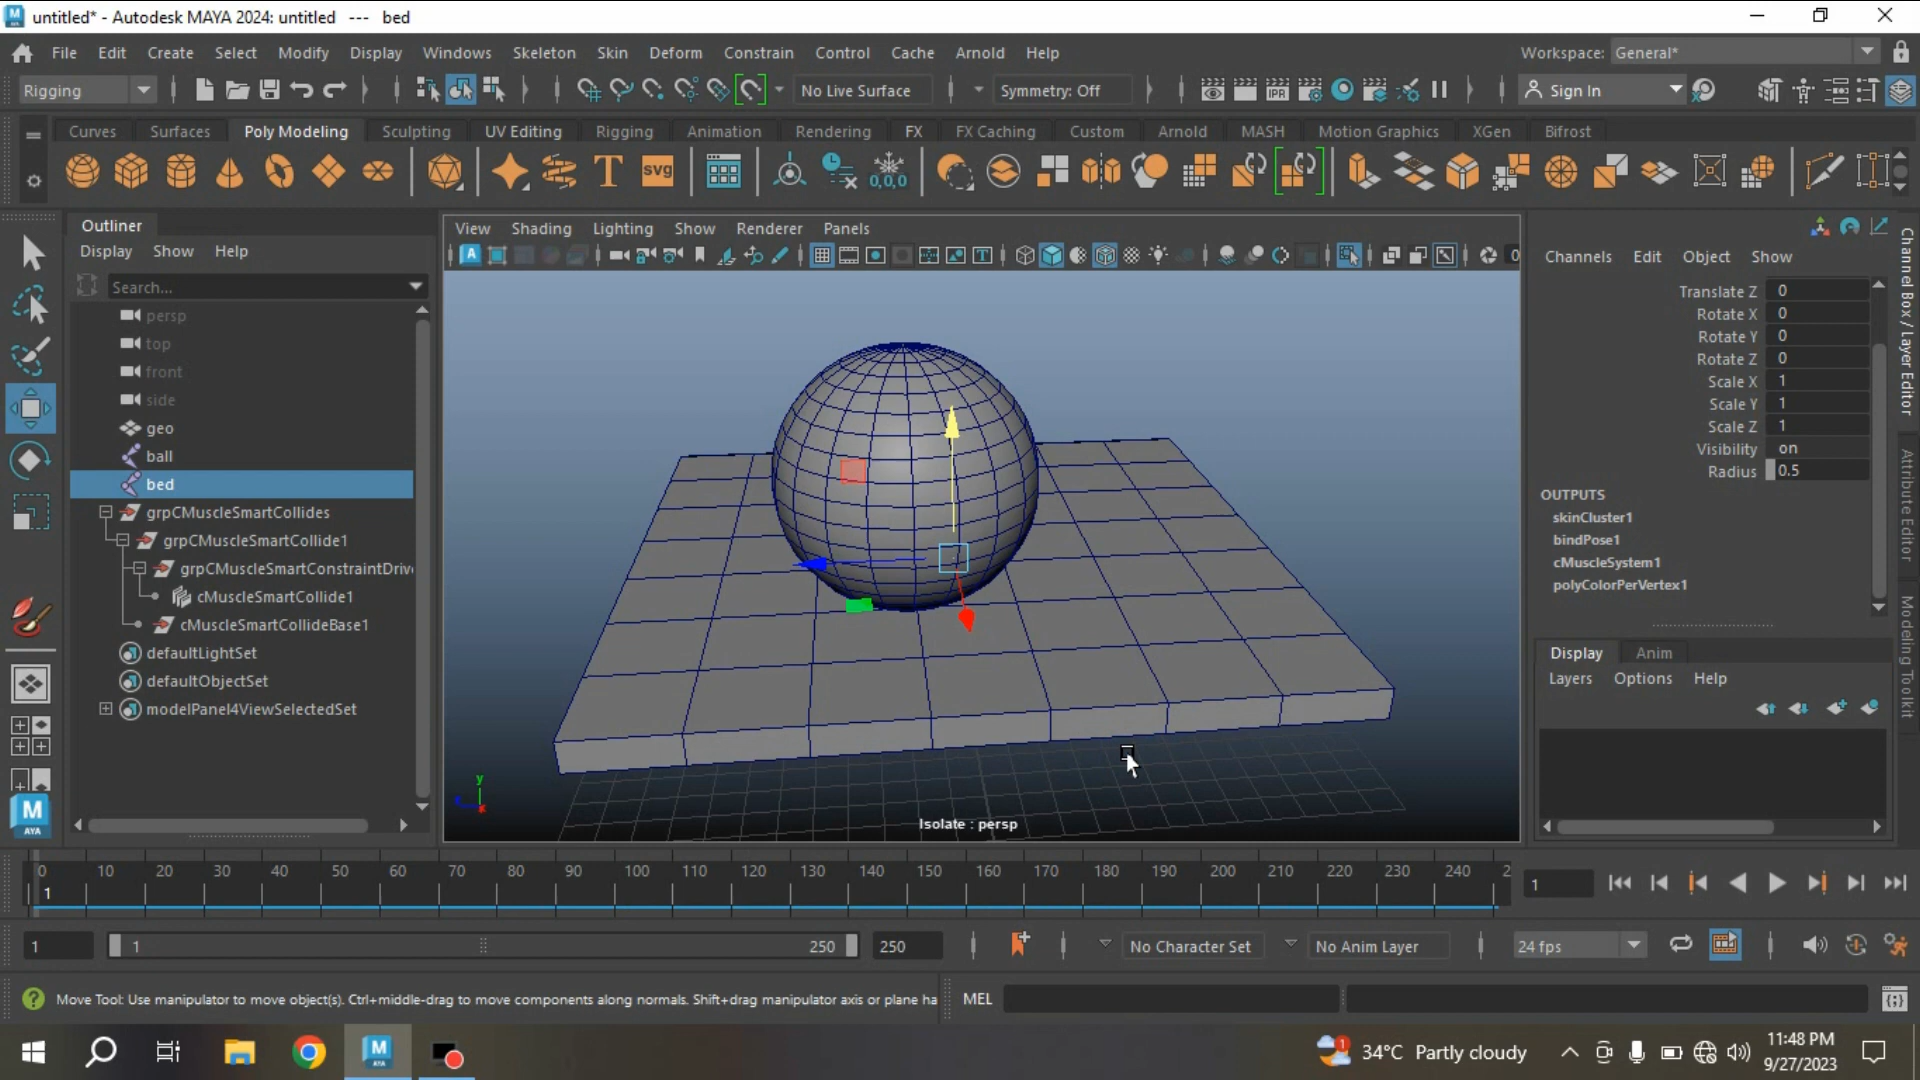 untitled* - Autodesk MAYA 2024: untitled --- bed
File Edit Create Select Modify Display Windows Skeleton Skin Deform Constrain Control Cache Arnold Help
Workspace: General*
Rigging
No Live Surface
Symmetry: Off
IPR
Sign In
Curves Surfaces Poly Modeling Sculpting UV Editing Rigging Animation Rendering FX FX Caching Custom Arnold MASH Motion Graphics XGen Bifrost
T
SVG
0,0,0
Outliner
Display Show Help
Search...
persp
top
front
side
geo
ball
bed
grpCMuscleSmartCollides
grpCMuscleSmartCollide1
grpCMuscleSmartConstraintDriv
cMuscleSmartCollide1
cMuscleSmartCollideBase1
defaultLightSet
defaultObjectSet
modelPanel4ViewSelectedSet
View Shading Lighting Show Renderer Panels
A
T
0
y
Isolate : persp
Channels Edit Object Show
Translate Z 0
Rotate X 0
Rotate Y 0
Rotate Z 0
Scale X 1
Scale Y 1
Scale Z 1
Visibility on
Radius 0.5
OUTPUTS
skinCluster1
bindPose1
cMuscleSystem1
polyColorPerVertex1
Channel Box / Layer Editor
Attribute Editor
Modeling Toolkit
Display Anim
Layers Options Help
M
AYA
0 10 20 30 40 50 60 70 80 90 100 110 120 130 140 150 160 170 180 190 200 210 220 230 240 2
1
1
1
1
250
250
No Character Set
No Anim Layer
24 fps
Move Tool: Use manipulator to move object(s). Ctrl+middle-drag to move components along normals. Shift+drag manipulator axis or plane ha
MEL
34°C Partly cloudy
1
11:48 PM
9/27/2023